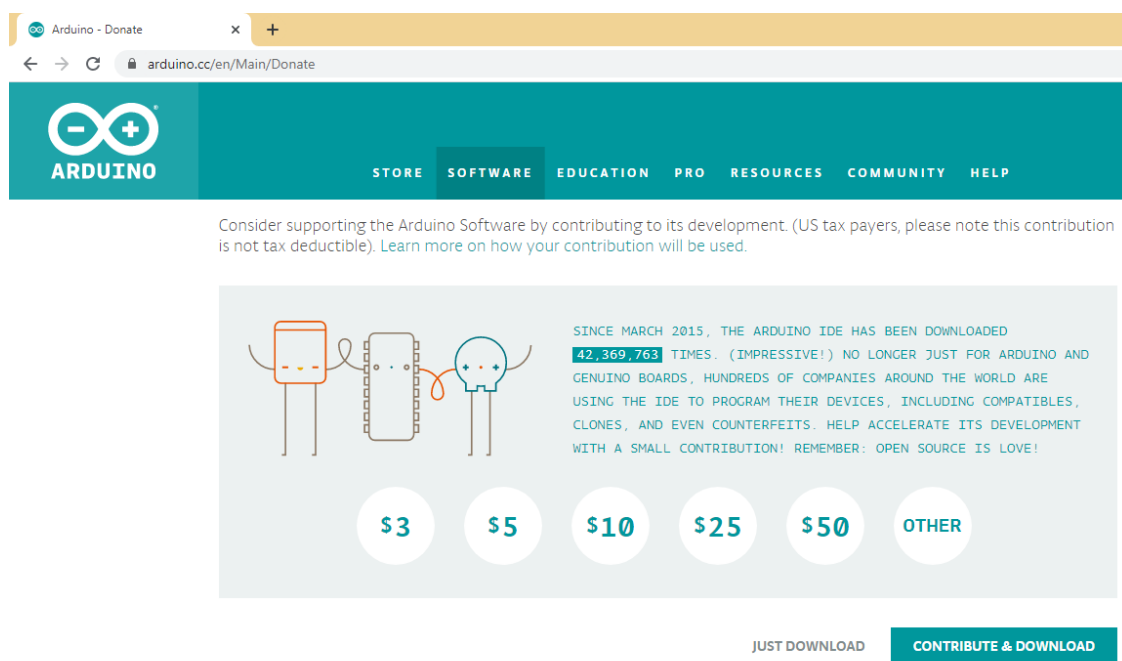 Arduino - Donate
arduino.cc/en/Main/Donate
ARDUINO
STORE SOFTWARE EDUCATION PRO RESOURCES COMMUNITY HELP
Consider supporting the Arduino Software by contributing to its development. (US tax payers, please note this contribution
is not tax deductible). Learn more on how your contribution will be used.
SINCE MARCH 2015, THE ARDUINO IDE HAS BEEN DOWNLOADED
42,369,763 TIMES. (IMPRESSIVE!) NO LONGER JUST FOR ARDUINO AND
GENUINO BOARDS, HUNDREDS OF COMPANIES AROUND THE WORLD ARE
USING THE IDE TO PROGRAM THEIR DEVICES, INCLUDING COMPATIBLES,
CLONES, AND EVEN COUNTERFEITS. HELP ACCELERATE ITS DEVELOPMENT
WITH A SMALL CONTRIBUTION! REMEMBER: OPEN SOURCE IS LOVE!
$3 $5 $10 $25 $50 OTHER
JUST DOWNLOAD CONTRIBUTE & DOWNLOAD